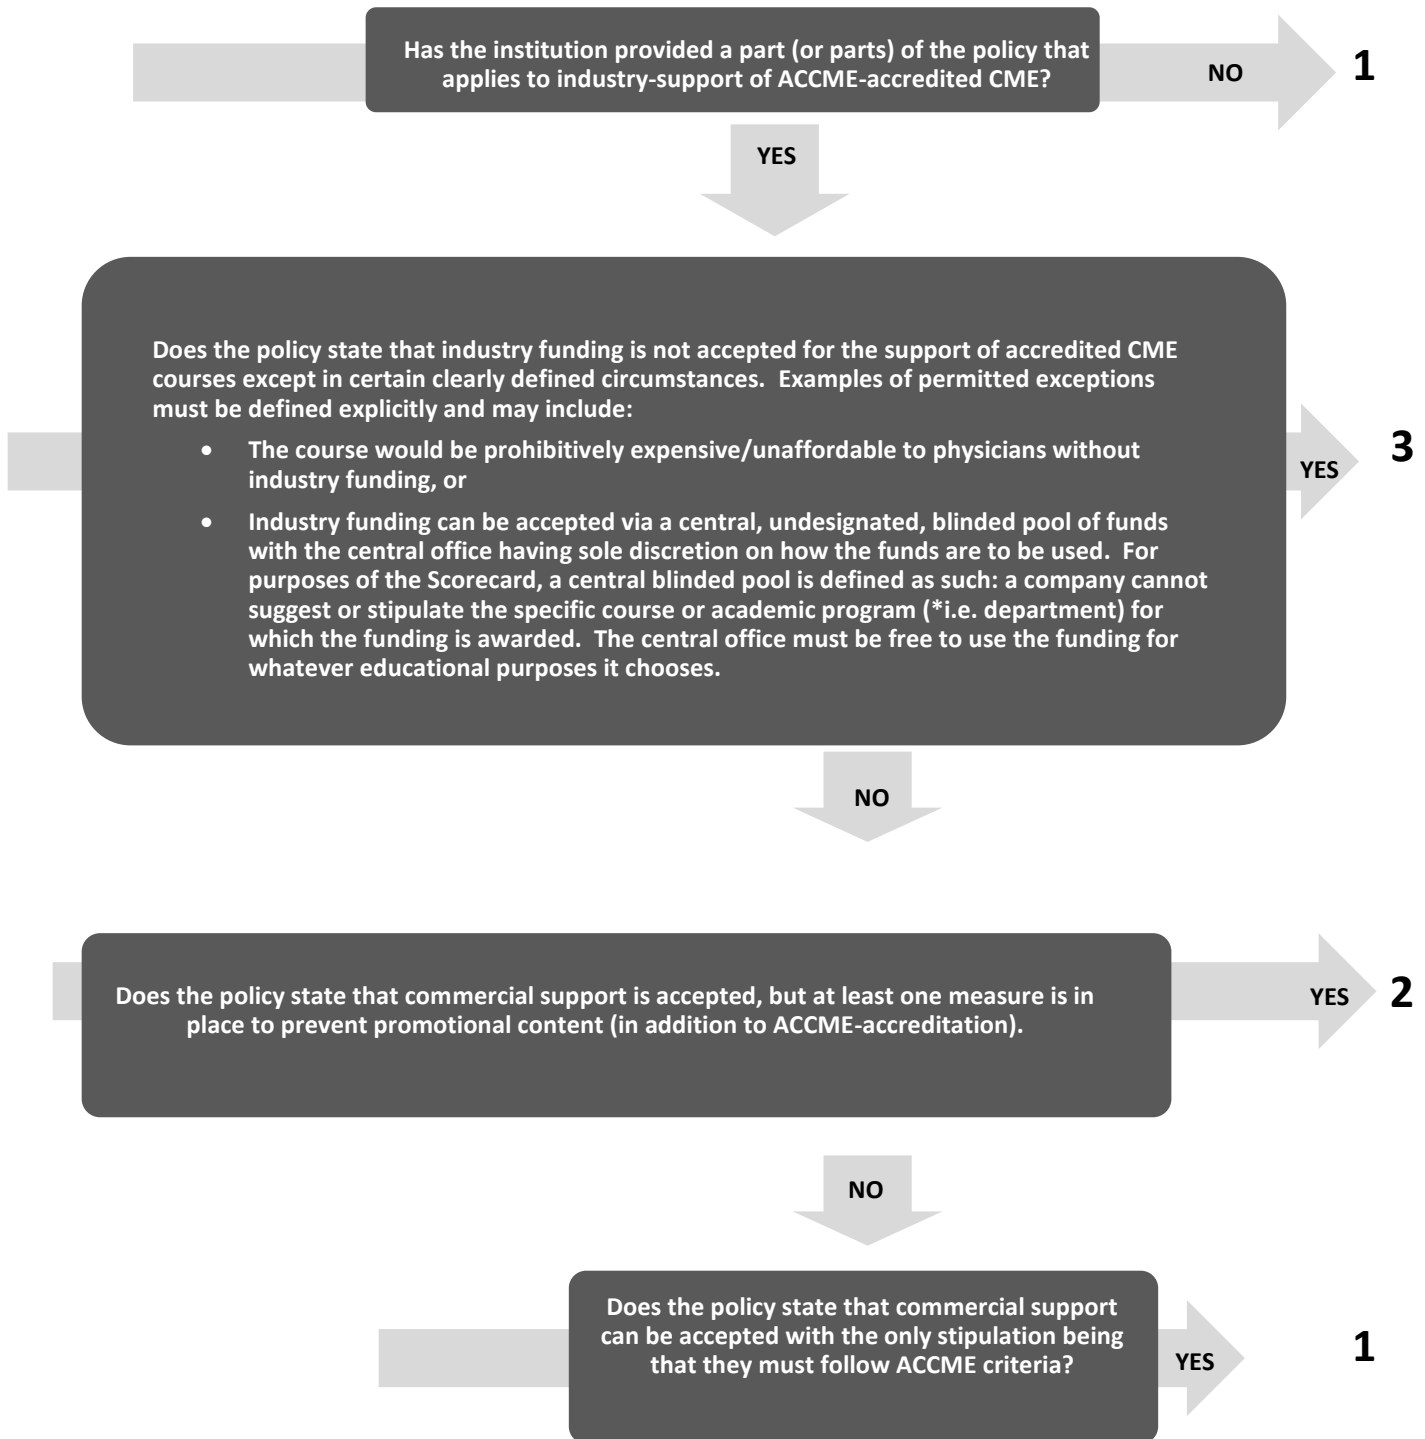 Has the institution provided a part (or parts) of the policy that
applies to industry-support of ACCME-accredited CME?
NO
1
YES
Does the policy state that industry funding is not accepted for the support of accredited CME
courses except in certain clearly defined circumstances.  Examples of permitted exceptions
must be defined explicitly and may include:
• The course would be prohibitively expensive/unaffordable to physicians without
industry funding, or
• Industry funding can be accepted via a central, undesignated, blinded pool of funds
with the central office having sole discretion on how the funds are to be used.  For
purposes of the Scorecard, a central blinded pool is defined as such: a company cannot
suggest or stipulate the specific course or academic program (*i.e. department) for
which the funding is awarded.  The central office must be free to use the funding for
whatever educational purposes it chooses.
YES
3
NO
Does the policy state that commercial support is accepted, but at least one measure is in
place to prevent promotional content (in addition to ACCME-accreditation).
YES
2
NO
Does the policy state that commercial support
can be accepted with the only stipulation being
that they must follow ACCME criteria?
YES
1